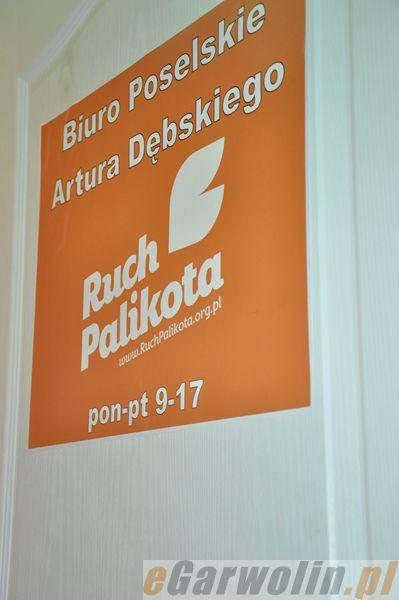 Biuro Poselskie
Artura Dębskiego
Ruch
Palikota
www.RuchPalikota.org.pl
pon-pt 9-17
eGarwolin.pl